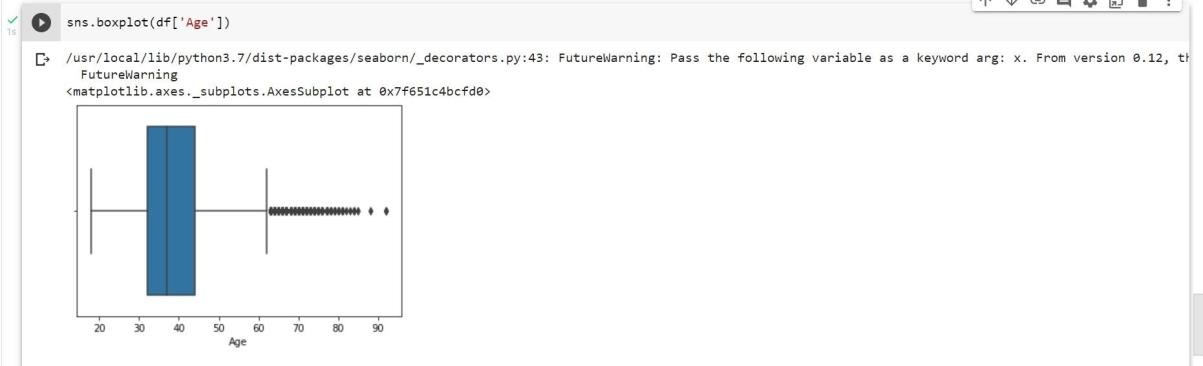 sns.boxplot(df['Age'])
1s
/usr/local/lib/python3.7/dist-packages/seaborn/_decorators.py:43: FutureWarning: Pass the following variable as a keyword arg: x. From version 0.12,
FutureWarning
<matplotlib.axes._subplots.AxesSubplot at 0x7f651c4bcfd0>
20 30 40 50 60 70 80 90
Age